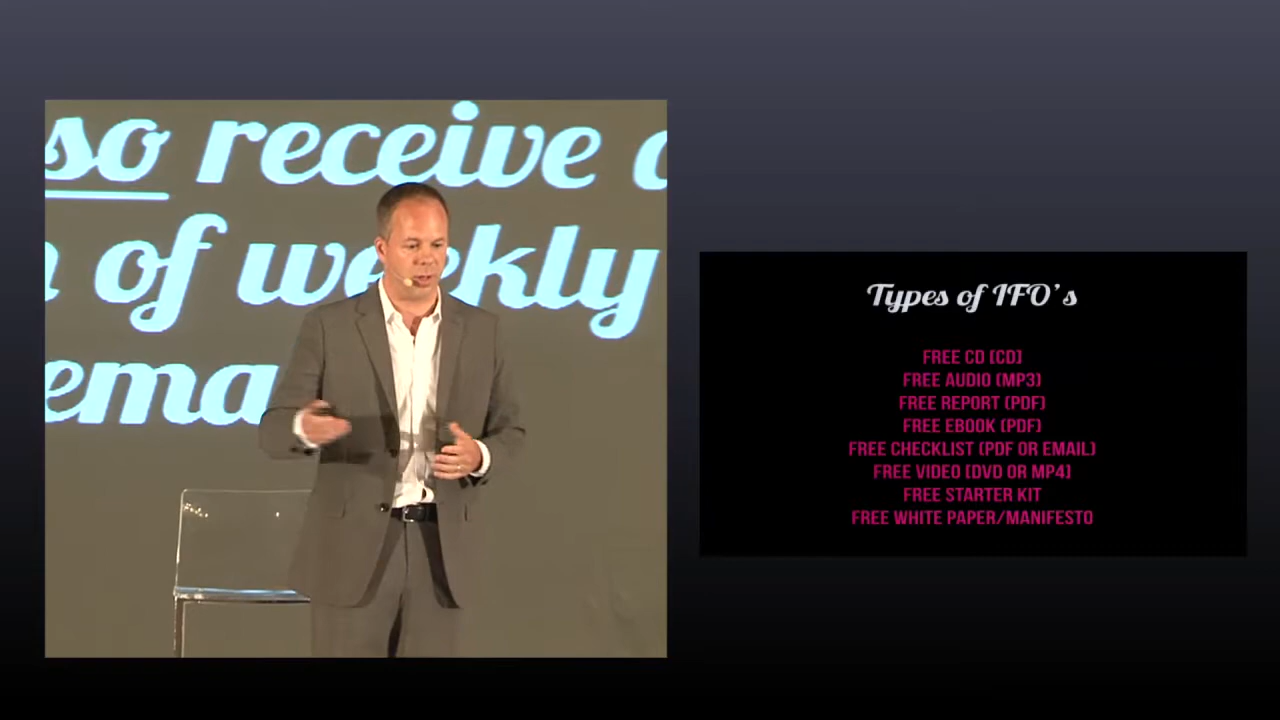 so receive
of weekly
ema
Types of IFO's
FREE CD (CD)
FREE AUDIO (MP3)
FREE REPORT (PDF)
FREE EBOOK (PDF)
FREE CHECKLIST (PDF OR EMAIL)
FREE VIDEO (DVD OR MP4)
FREE STARTER KIT
FREE WHITE PAPER/MANIFESTO